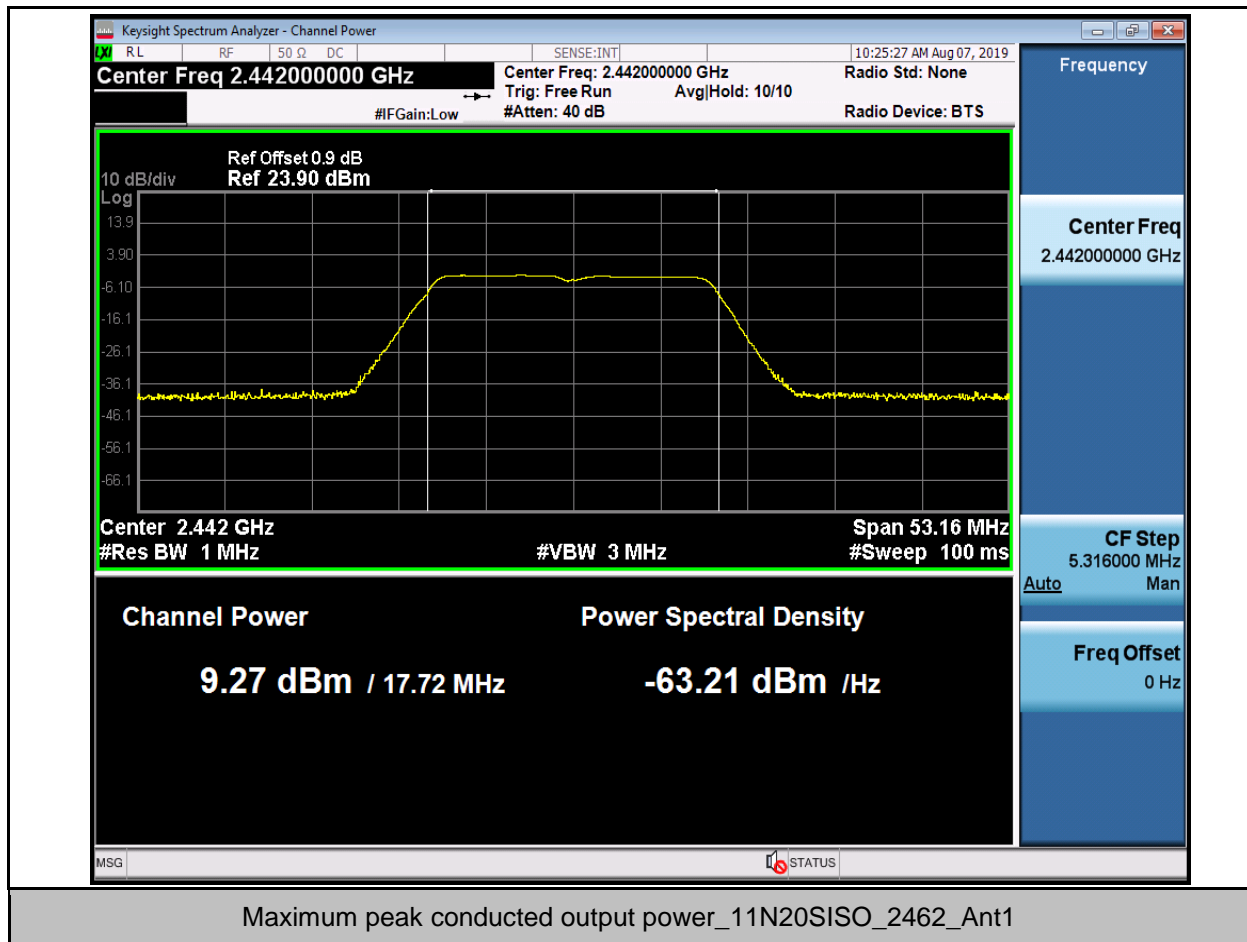 Keysight Spectrum Analyzer - Channel Power
LXI RL RF 50 Ω DC SENSE:INT 10:25:27 AM Aug 07, 2019
Center Freq 2.442000000 GHz
Center Freq: 2.442000000 GHz
Radio Std: None
Trig: Free Run Avg|Hold: 10/10
#IFGain:Low
#Atten: 40 dB
Radio Device: BTS
Frequency
Ref Offset 0.9 dB
10 dB/div Ref 23.90 dBm
Log
13.9
3.90
-6.10
-16.1
-26.1
-36.1
-46.1
-56.1
-66.1
Center 2.442 GHz Span 53.16 MHz
#Res BW 1 MHz #VBW 3 MHz #Sweep 100 ms
Channel Power Power Spectral Density
9.27 dBm / 17.72 MHz -63.21 dBm /Hz
Center Freq
2.442000000 GHz
CF Step
5.316000 MHz
Auto Man
Freq Offset
0 Hz
MSG STATUS
Maximum peak conducted output power_11N20SISO_2462_Ant1